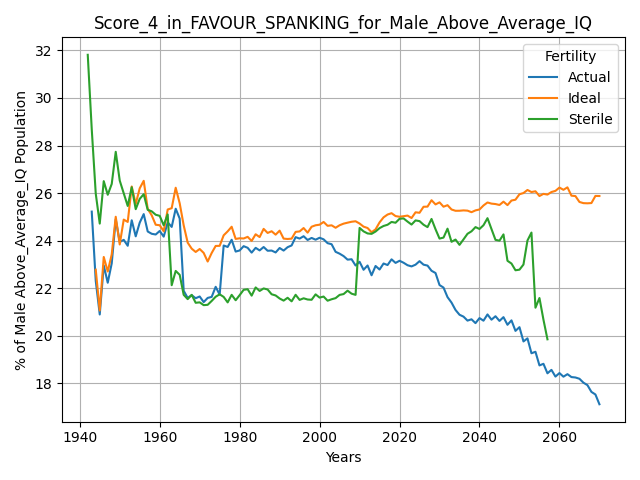 Score_4_in_FAVOUR_SPANKING_for_Male_Above_Average_IQ
% of Male Above_Average_IQ Population
32
30
28
26
24
22
20
18
Fertility
Actual
Ideal
Sterile
1940 1960 1980 2000 2020 2040 2060
Years